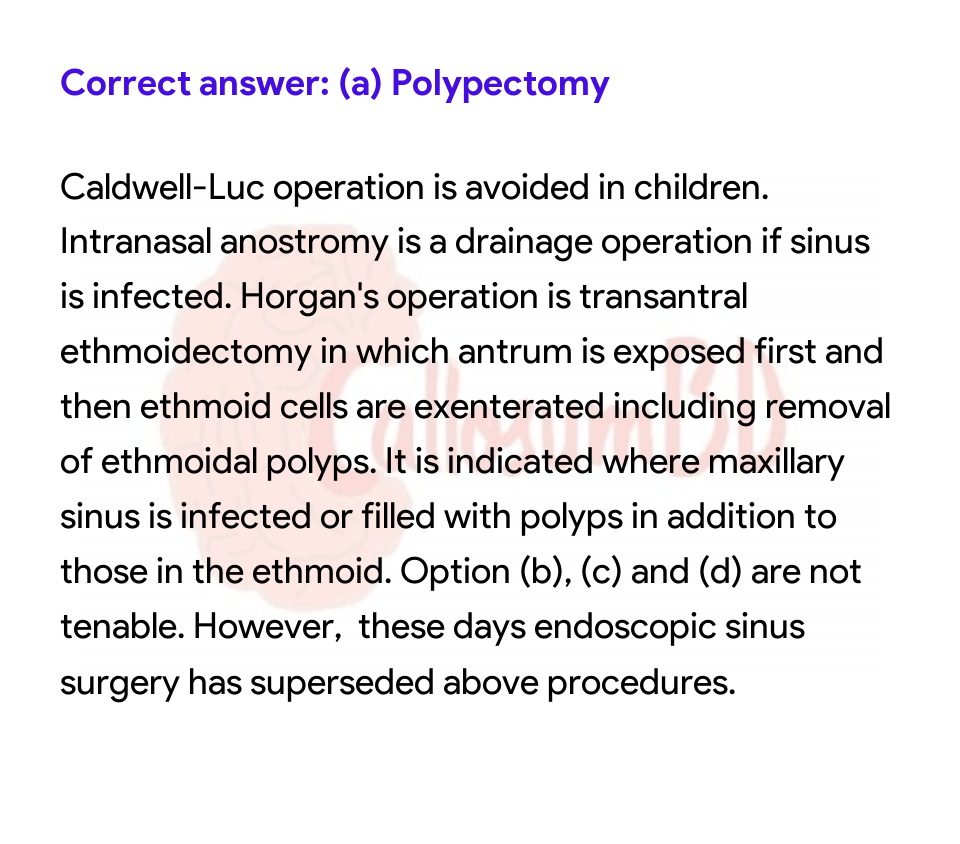 Correct answer: (a) Polypectomy
Caldwell-Luc operation is avoided in children.
Intranasal anostromy is a drainage operation if sinus
is infected. Horgan's operation is transantral
ethmoidectomy in which antrum is exposed first and
then ethmoid cells are exenterated including removal
of ethmoidal polyps. It is indicated where maxillary
sinus is infected or filled with polyps in addition to
those in the ethmoid. Option (b), (c) and (d) are not
tenable. However,  these days endoscopic sinus
surgery has superseded above procedures.
CallosumBD